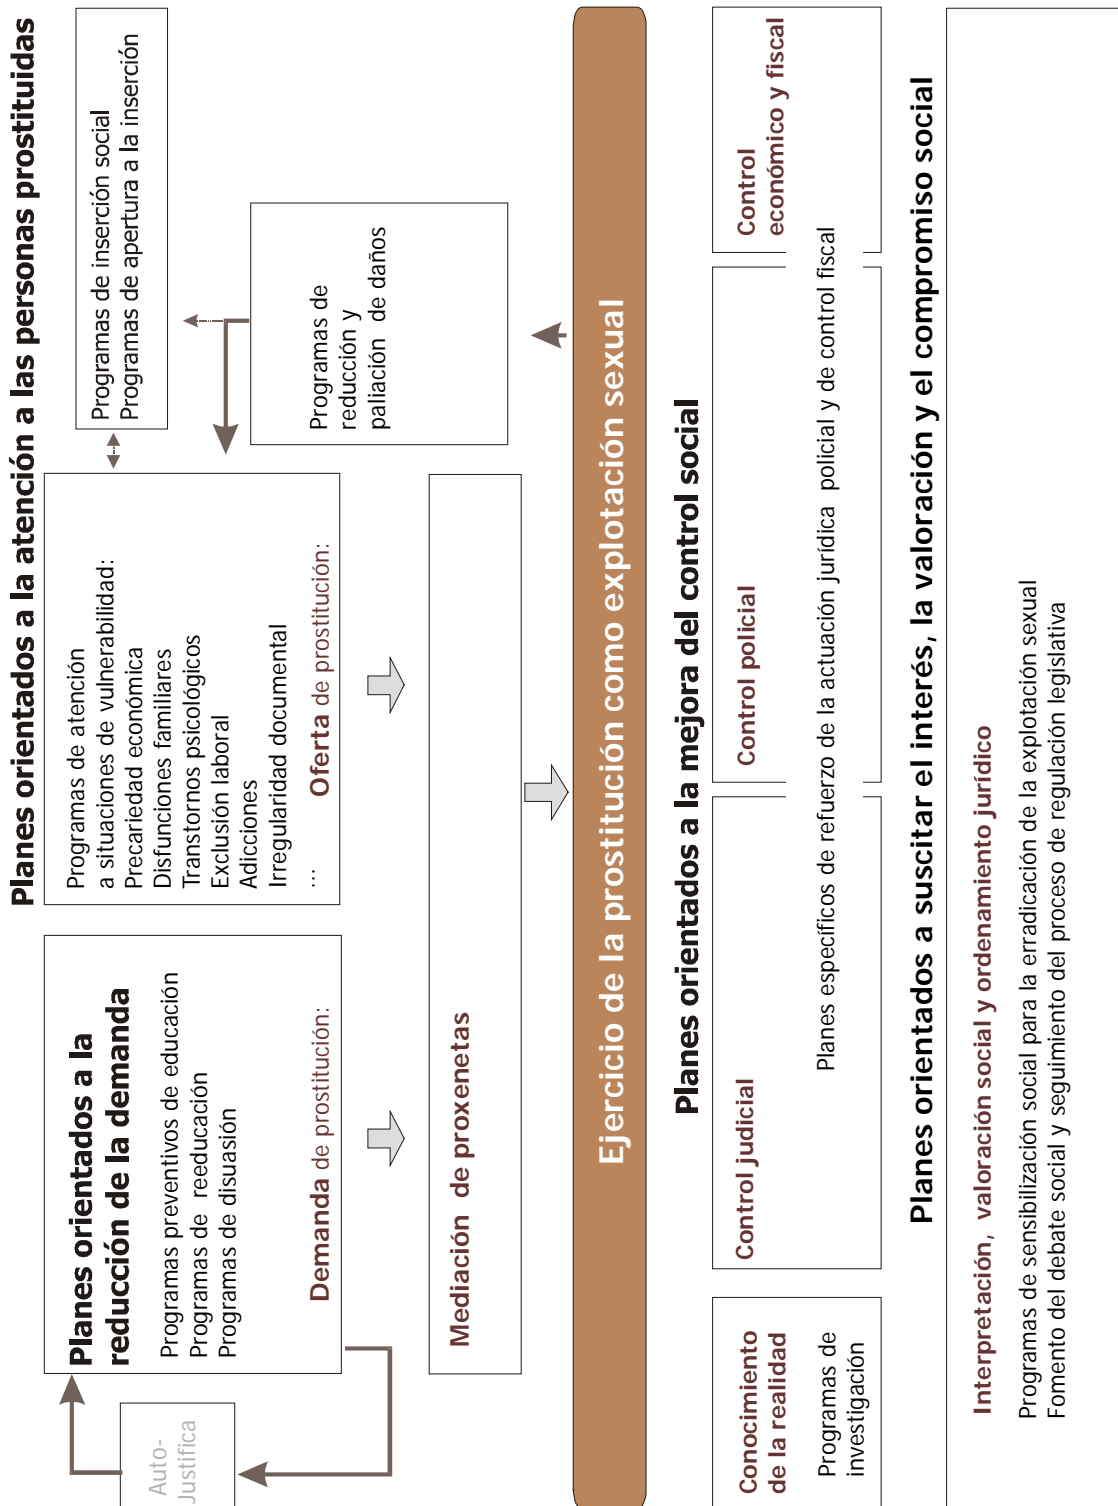 Planes orientados a la atención a las personas prostituidas
Planes orientados a la
reducción de la demanda
Programas preventivos de educación
Programas de reeducación
Programas de disuasión
Demanda de prostitución:
Auto-
Justifica
Programas de atención
a situaciones de vulnerabilidad:
Precariedad económica
Disfunciones familiares
Transtornos psicológicos
Exclusión laboral
Adicciones
Irregularidad documental
...
Oferta de prostitución:
Programas de inserción social
Programas de apertura a la inserción
Programas de
reducción y
paliación de daños
Mediación de proxenetas
Ejercicio de la prostitución como explotación sexual
Planes orientados a la mejora del control social
Conocimiento
de la realidad
Programas de
investigación
Control judicial
Control policial
Control
económico y fiscal
Planes específicos de refuerzo de la actuación jurídica policial y de control fiscal
Planes orientados a suscitar el interés, la valoración y el compromiso social
Interpretación, valoración social y ordenamiento jurídico
Programas de sensibilización social para la erradicación de la explotación sexual
Fomento del debate social y seguimiento del proceso de regulación legislativa